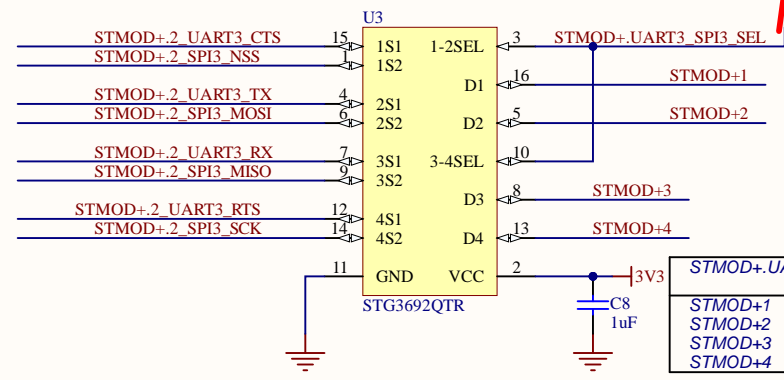 U3
STMOD+.2_UART3_CTS 15 1S1 1-2SEL 3 STMOD+.UART3_SPI3_SEL
STMOD+.2_SPI3_NSS 1 1S2
D1 16 STMOD+1
STMOD+.2_UART3_TX 4 2S1
STMOD+.2_SPI3_MOSI 6 2S2 D2 5 STMOD+2
STMOD+.2_UART3_RX 7 3S1 3-4SEL 10
STMOD+.2_SPI3_MISO 9 3S2
D3 8 STMOD+3
STMOD+.2_UART3_RTS 12 4S1
STMOD+.2_SPI3_SCK 14 4S2 D4 13 STMOD+4
11 GND VCC 2 3V3
STG3692QTR
C8
1uF
STMOD+.UA
STMOD+1
STMOD+2
STMOD+3
STMOD+4